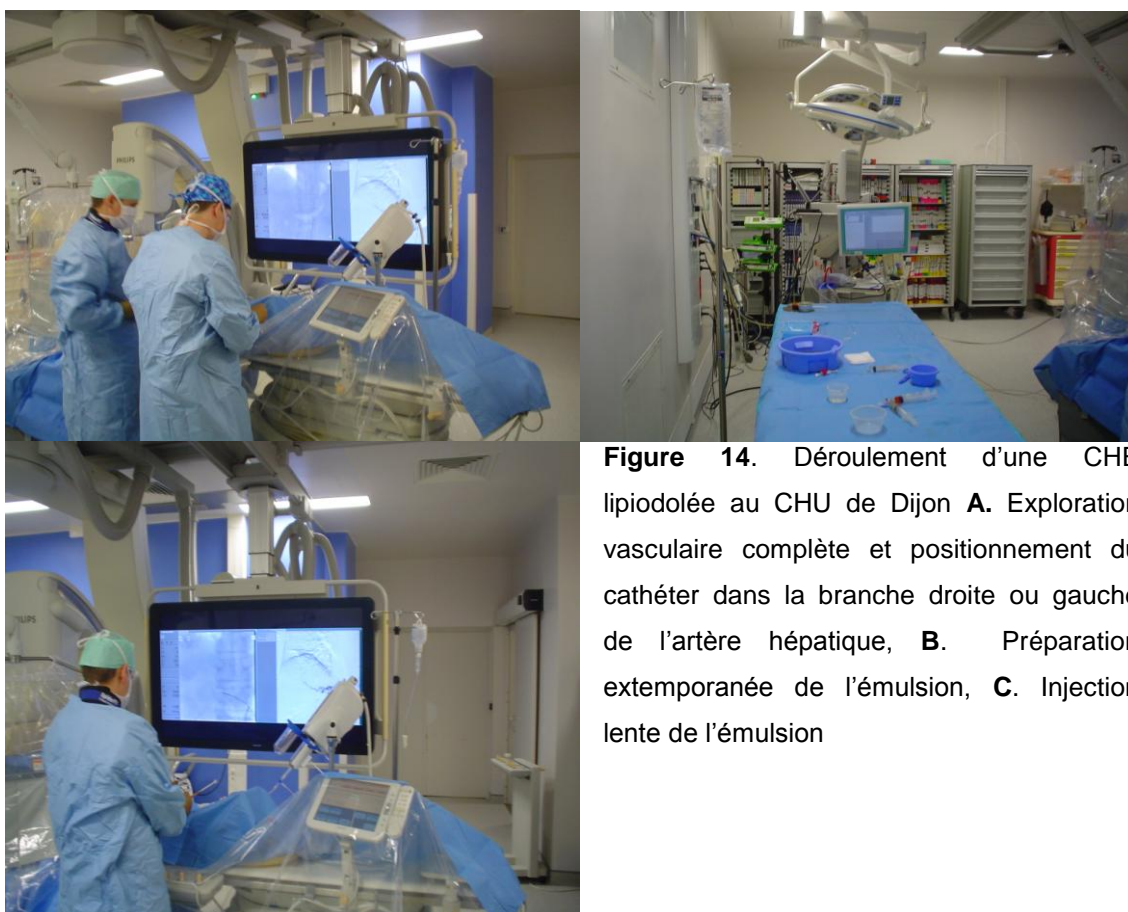 PHILIPS
Figure 14. Déroulement d'une CHE
lipiodolée au CHU de Dijon A. Exploration
vasculaire complète et positionnement du
cathéter dans la branche droite ou gauche
de l'artère hépatique, B. Préparation
extemporanée de l'émulsion, C. Injection
lente de l'émulsion